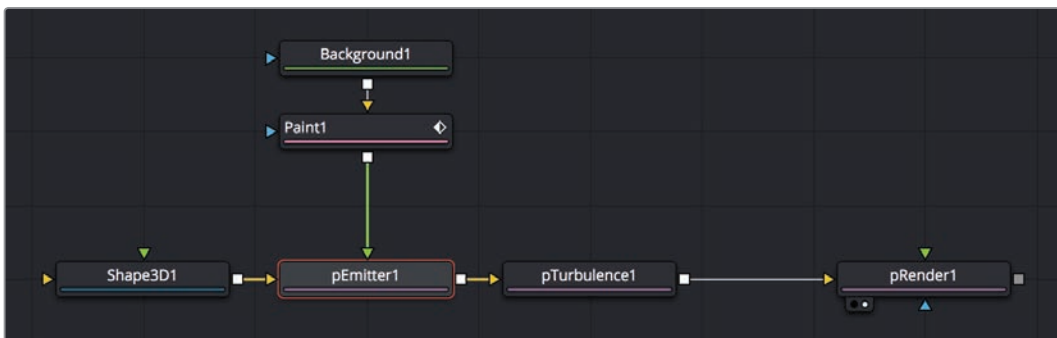 Background1
Paint1
Shape3D1
pEmitter1
pTurbulence1
pRender1